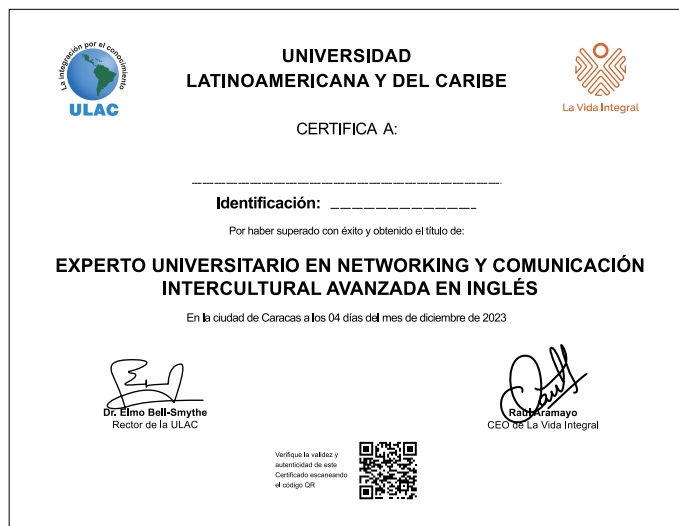 La integración por el conocimiento
ULAC
UNIVERSIDAD
LATINOAMERICANA Y DEL CARIBE
La Vida Integral
CERTIFICA A:
Identificación:
Por haber superado con éxito y obtenido el título de:
EXPERTO UNIVERSITARIO EN NETWORKING Y COMUNICACIÓN
INTERCULTURAL AVANZADA EN INGLÉS
En la ciudad de Caracas a los 04 días del mes de diciembre de 2023
Dr. Elmo Bell-Smythe
Rector de la ULAC
Raúl Aramayo
CEO de La Vida Integral
Verifique la validez y
autenticidad de este
Certificado escaneando
el código QR